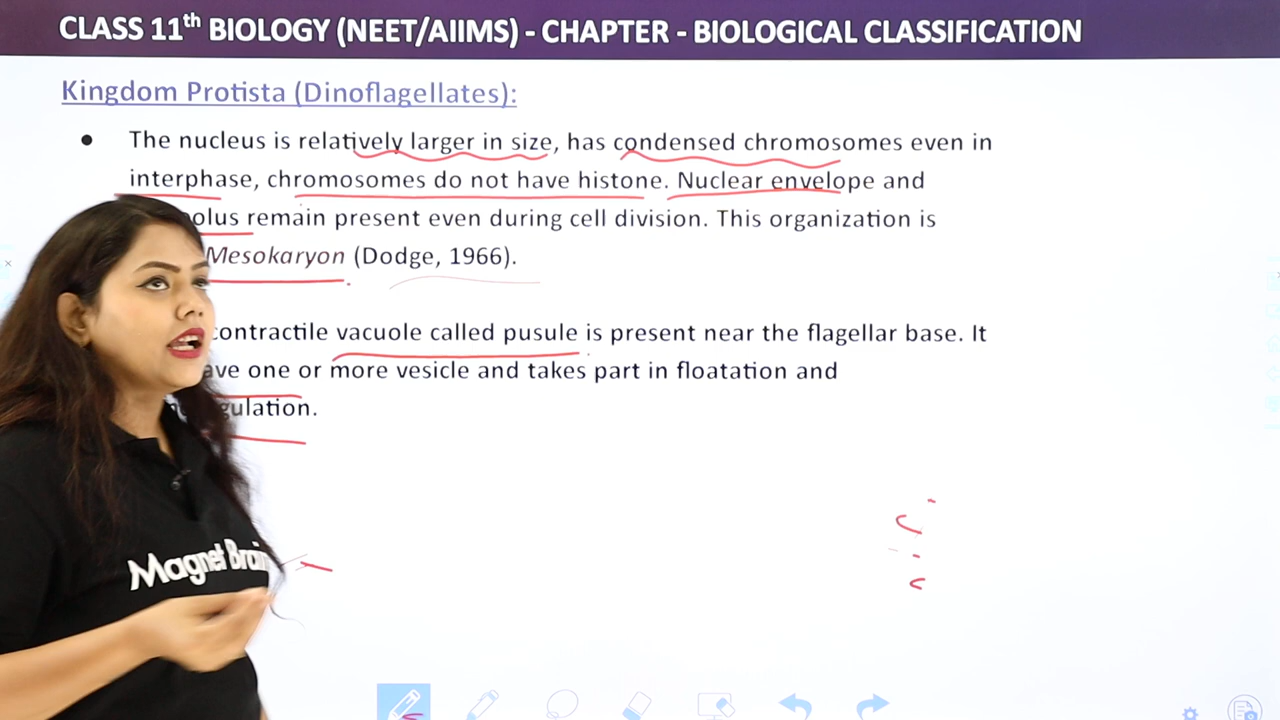 CLASS 11th BIOLOGY (NEET/AIIMS) - CHAPTER - BIOLOGICAL CLASSIFICATION
Kingdom Protista (Dinoflagellates):
● The nucleus is relatively larger in size, has condensed chromosomes even in
interphase, chromosomes do not have histone. Nuclear envelope and
olus remain present even during cell division. This organization is
Mesokaryon (Dodge, 1966).
contractile vacuole called pusule is present near the flagellar base. It
ave one or more vesicle and takes part in floatation and
gulation.
Magnet Brain